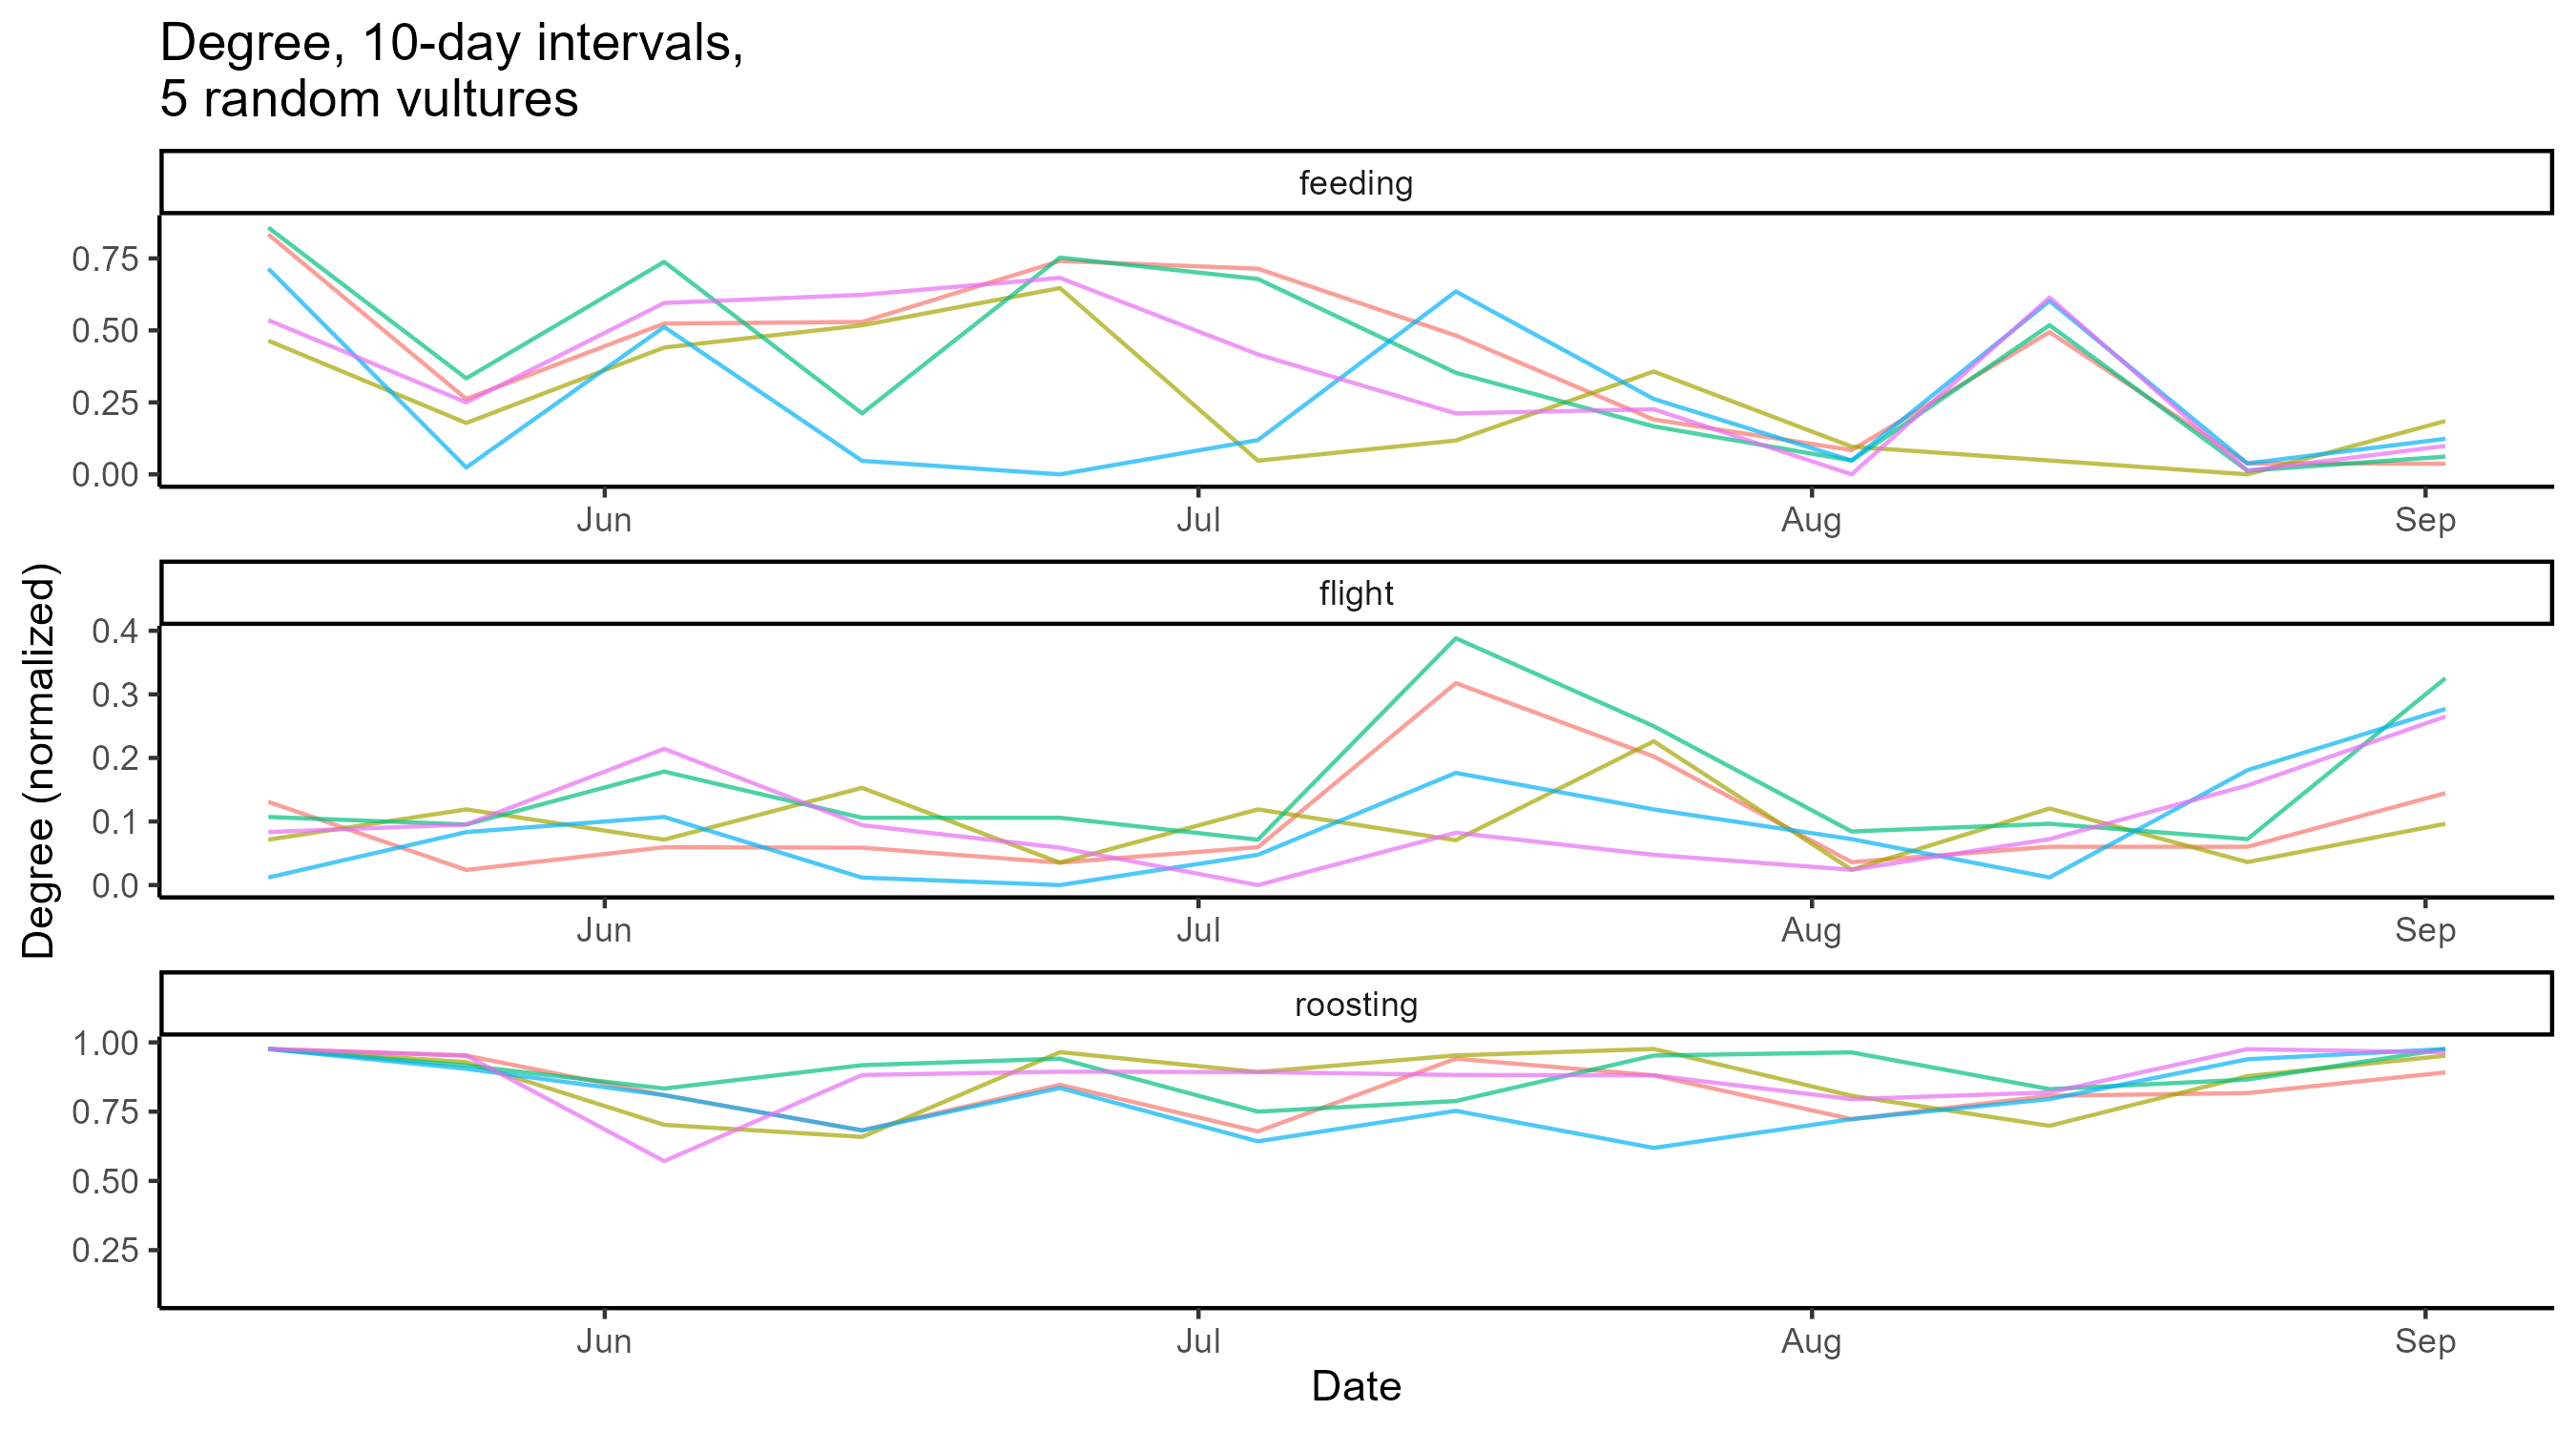 Degree, 10-day intervals,
5 random vultures
feeding
0.75
0.50
0.25
0.00
Jun Jul Aug Sep
flight
0.4
0.3
0.2
0.1
0.0
Jun Jul Aug Sep
Degree (normalized)
roosting
1.00
0.75
0.50
0.25
Jun Jul Aug Sep
Date